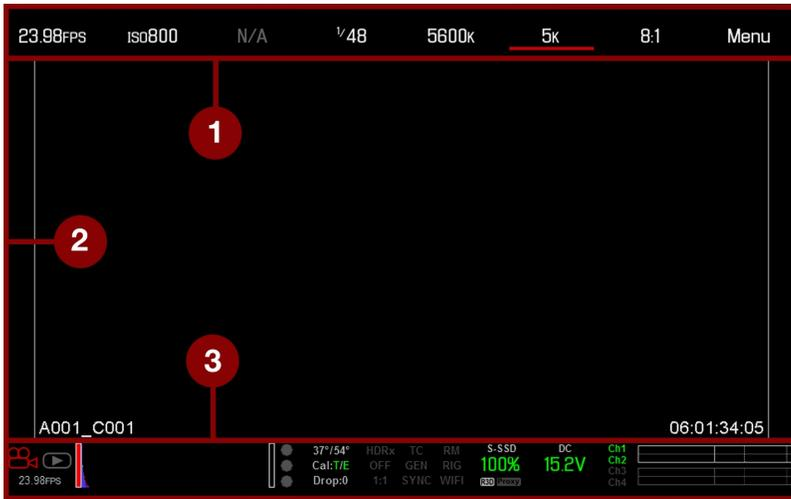 23.98FPS ISO800 N/A 1/48 5600K 5K 8:1 Menu
1
2
3
A001_C001 06:01:34:05
37°/54° HDRx TC RM S-SSD DC Ch1
Cal:T/E OFF GEN RIG 100% 15.2V Ch2
Ch3
23.98FPS Drop:0 1:1 SYNC WIFI R3D Proxy Ch4